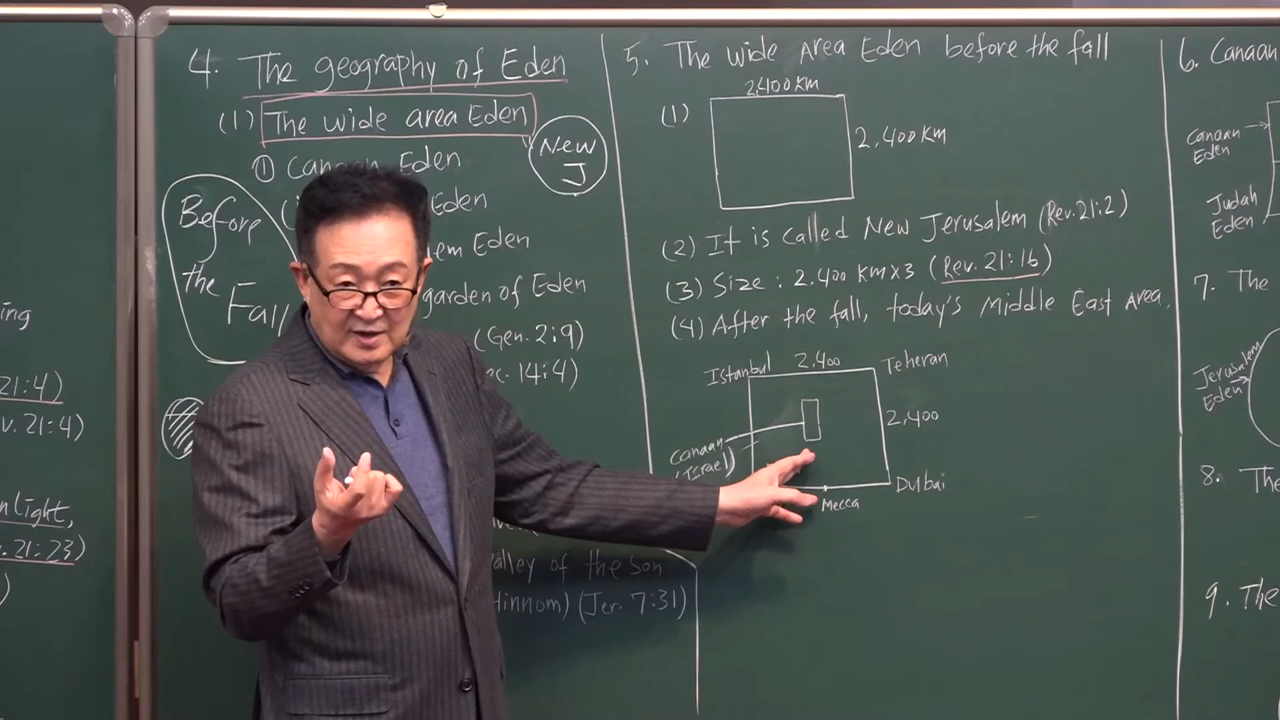 ing
21:4)
v. 21:4)
n light,
. 21:23)
)
4. The geography of Eden
(1) The wide area Eden
New
J
① Canaan Eden
Eden
em Eden
garden of Eden
(Gen. 2:9)
ec. 14:4)
Before
the
Fall
alley of the son
Hinnom) (Jer. 7:31)
5. The wide Area Eden before the fall
(1)
2,400 KM
2,400 KM
(2) It is called New Jerusalem (Rev. 21:2)
(3) Size : 2,400 KM x 3 (Rev. 21:16)
(4) After the fall, today's Middle East Area.
Istanbul 2,400 Teheran
2,400
Canaan
(Israel)
Dubai
Mecca
6. Canaan
Canaan
Eden
Judah
Eden
7. The
Jerusalem
Eden
8. The
9. The